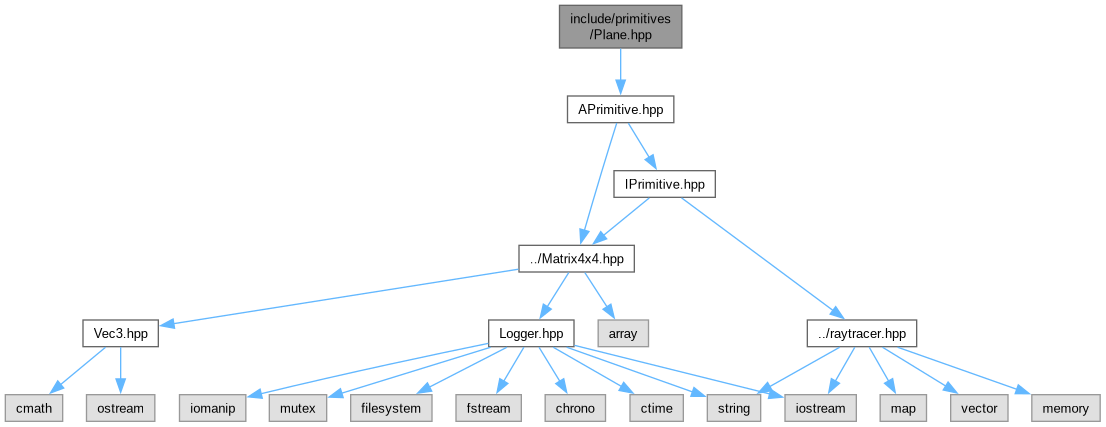 include/primitives
/Plane.hpp
APrimitive.hpp
IPrimitive.hpp
../Matrix4x4.hpp
Vec3.hpp
Logger.hpp
array
../raytracer.hpp
cmath
ostream
iomanip
mutex
filesystem
fstream
chrono
ctime
string
iostream
map
vector
memory